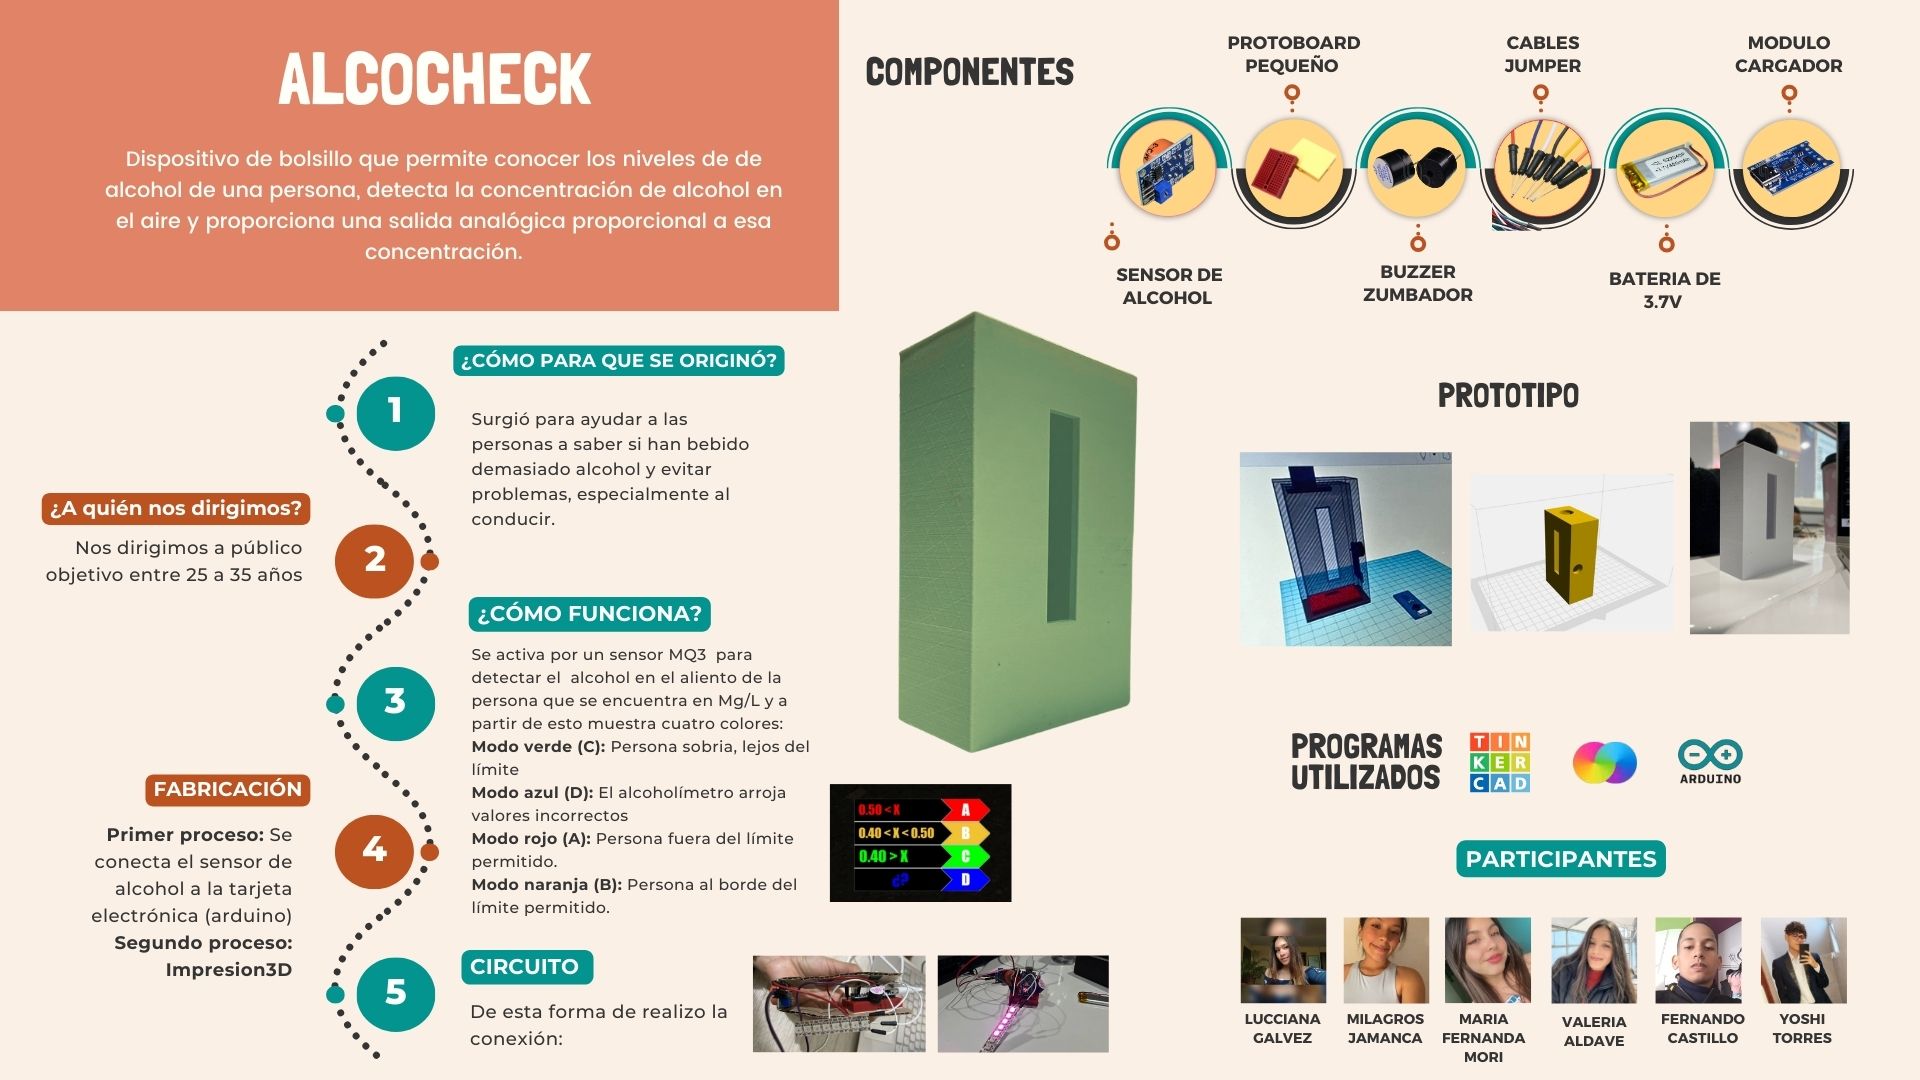 ALCOCHECK
Dispositivo de bolsillo que permite conocer los niveles de de
alcohol de una persona, detecta la concentración de alcohol en
el aire y proporciona una salida analógica proporcional a esa
concentración.
COMPONENTES
PROTOBOARD
PEQUEÑO
CABLES
JUMPER
MODULO
CARGADOR
SENSOR DE
ALCOHOL
BUZZER
ZUMBADOR
BATERIA DE
3.7V
1
¿CÓMO PARA QUE SE ORIGINÓ?
Surgió para ayudar a las
personas a saber si han bebido
demasiado alcohol y evitar
problemas, especialmente al
conducir.
¿A quién nos dirigimos?
2
Nos dirigimos a público
objetivo entre 25 a 35 años
3
¿CÓMO FUNCIONA?
Se activa por un sensor MQ3 para
detectar el alcohol en el aliento de la
persona que se encuentra en Mg/L y a
partir de esto muestra cuatro colores:
Modo verde (C): Persona sobria, lejos del
límite
Modo azul (D): El alcoholímetro arroja
valores incorrectos
Modo rojo (A): Persona fuera del límite
permitido.
Modo naranja (B): Persona al borde del
límite permitido.
0.50 < X A
0.40 < X < 0.50 B
0.40 > X C
¿? D
FABRICACIÓN
4
Primer proceso: Se
conecta el sensor de
alcohol a la tarjeta
electrónica (arduino)
Segundo proceso:
Impresion3D
5
CIRCUITO
De esta forma de realizo la
conexión:
PROTOTIPO
PROGRAMAS
UTILIZADOS
TIN
KER
CAD
ARDUINO
PARTICIPANTES
LUCCIANA
GALVEZ
MILAGROS
JAMANCA
MARIA
FERNANDA
MORI
VALERIA
ALDAVE
FERNANDO
CASTILLO
YOSHI
TORRES